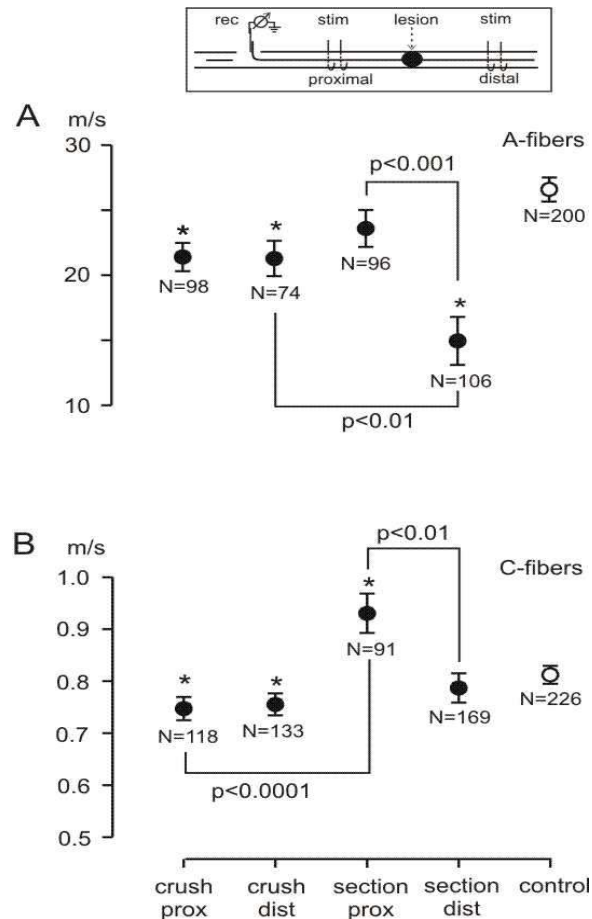 rec stim lesion stim
proximal distal
A
m/s
30
20
10
A-fibers
p<0.001
*
*
*
N=98
N=74
N=96
N=106
N=200
p<0.01
B
m/s
1.0
0.9
0.8
0.7
0.6
0.5
C-fibers
p<0.01
*
*
*
N=118
N=133
N=91
N=169
N=226
p<0.0001
crush prox
crush dist
section prox
section dist
control